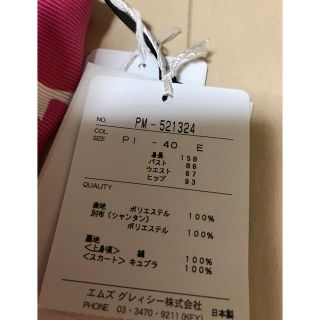 NO. PM-521324
COL. SIZE PI - 40 E
身長 158
バスト 86
ウエスト 67
ヒップ 93
QUALITY
表地 ポリエステル 100%
別布(シャンタン)
ポリエステル 100%
裏地
<上身頃> 綿 100%
<スカート> キュプラ 100%
エムズ グレイシー株式会社
PHONE 03・3470・9211(KEY) 日本製